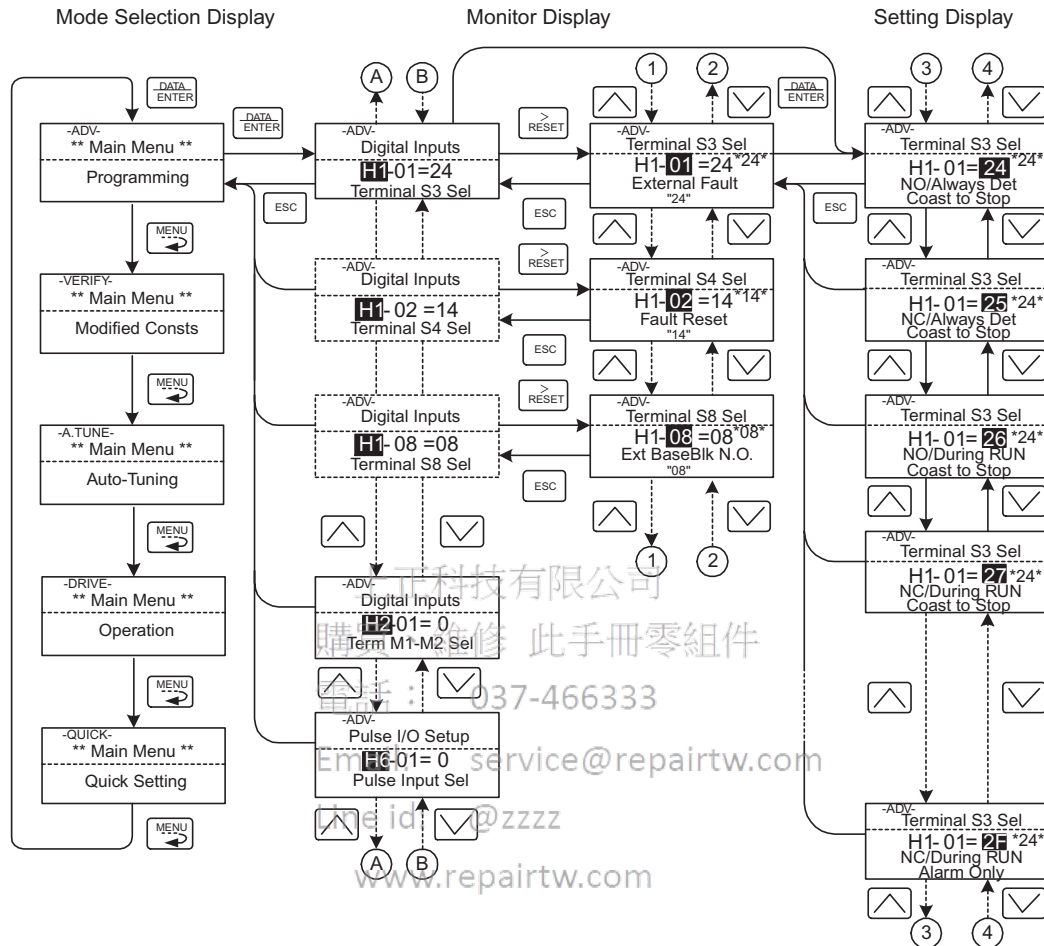 Mode Selection Display
Monitor Display
Setting Display
DATA
ENTER
-ADV-
** Main Menu **
Programming
MENU
-VERIFY-
** Main Menu **
Modified Consts
MENU
-A.TUNE-
** Main Menu **
Auto-Tuning
MENU
-DRIVE-
** Main Menu **
Operation
MENU
-QUICK-
** Main Menu **
Quick Setting
MENU
DATA
ENTER
ESC
A
B
-ADV-
Digital Inputs
H1-01=24
Terminal S3 Sel
-ADV-
Digital Inputs
H1- 02 =14
Terminal S4 Sel
-ADV-
Digital Inputs
H1- 08 =08
Terminal S8 Sel
-ADV-
Digital Inputs
H2-01= 0
Term M1-M2 Sel
-ADV-
Pulse I/O Setup
H6-01= 0
Pulse Input Sel
A
B
>
RESET
ESC
>
RESET
ESC
>
RESET
ESC
1
2
-ADV-
Terminal S3 Sel
H1- 01 =24 *24*
External Fault
"24"
-ADV-
Terminal S4 Sel
H1- 02 =14 *14*
Fault Reset
"14"
-ADV-
Terminal S8 Sel
H1- 08 =08 *08*
Ext BaseBlk N.O.
"08"
1
2
DATA
ENTER
ESC
3
4
-ADV-
Terminal S3 Sel
H1- 01= 24 *24*
NO/Always Det
Coast to Stop
-ADV-
Terminal S3 Sel
H1- 01= 25 *24*
NC/Always Det
Coast to Stop
-ADV-
Terminal S3 Sel
H1- 01= 26 *24*
NO/During RUN
Coast to Stop
-ADV-
Terminal S3 Sel
H1- 01= 27 *24*
NC/During RUN
Coast to Stop
-ADV-
Terminal S3 Sel
H1- 01= 2F *24*
NC/During RUN
Alarm Only
3
4
正科技有限公司
購買、維修 此手冊零組件
電話： 037-466333
Email: service@repairtw.com
Line id: @zzzz
www.repairtw.com